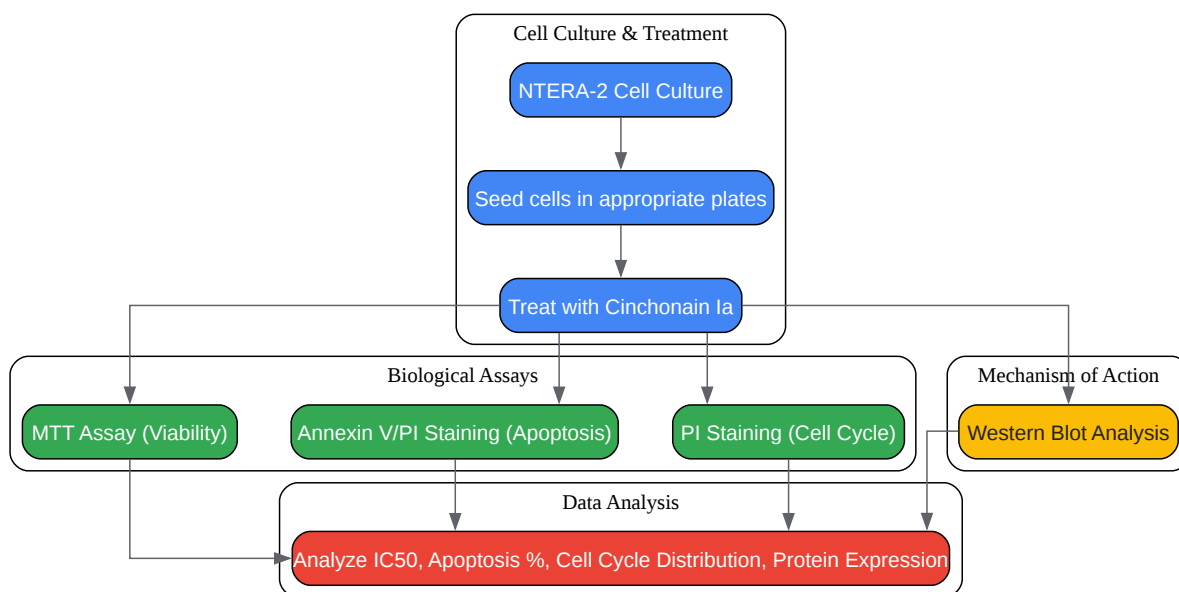 Cell Culture & Treatment
NTERA-2 Cell Culture
Seed cells in appropriate plates
Treat with Cinchonain Ia
Biological Assays
Mechanism of Action
MTT Assay (Viability)
Annexin V/PI Staining (Apoptosis)
PI Staining (Cell Cycle)
Western Blot Analysis
Data Analysis
Analyze IC50, Apoptosis %, Cell Cycle Distribution, Protein Expression